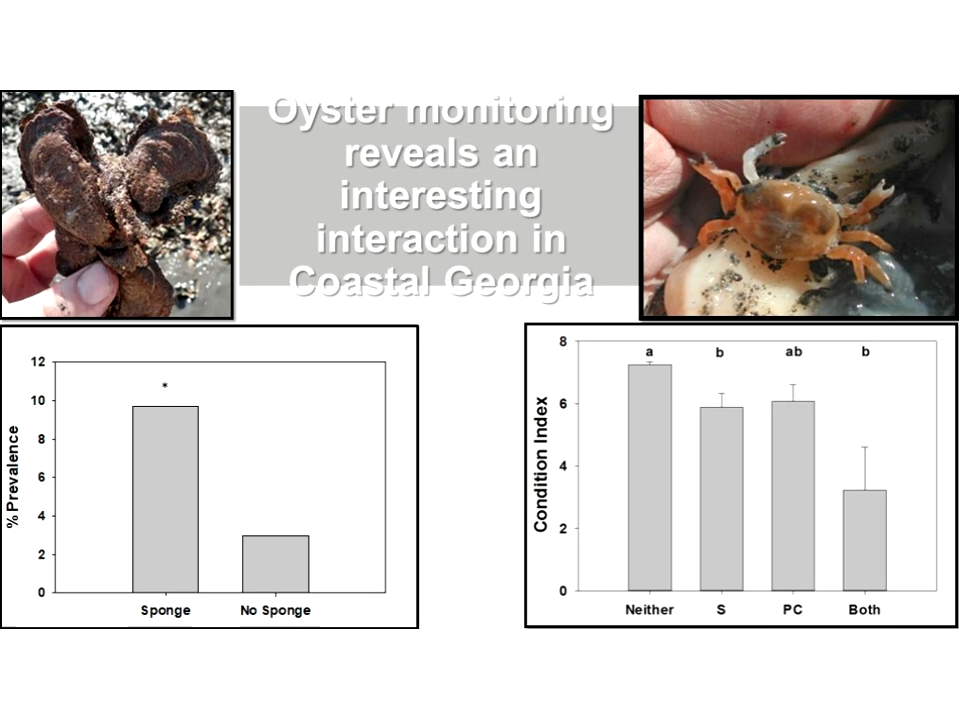 Oyster monitoring
reveals an
interesting
interaction in
Coastal Georgia
12
10
8
6
4
2
0
% Prevalence
*
Sponge No Sponge
8
6
4
2
0
Condition Index
a b ab b
Neither S PC Both